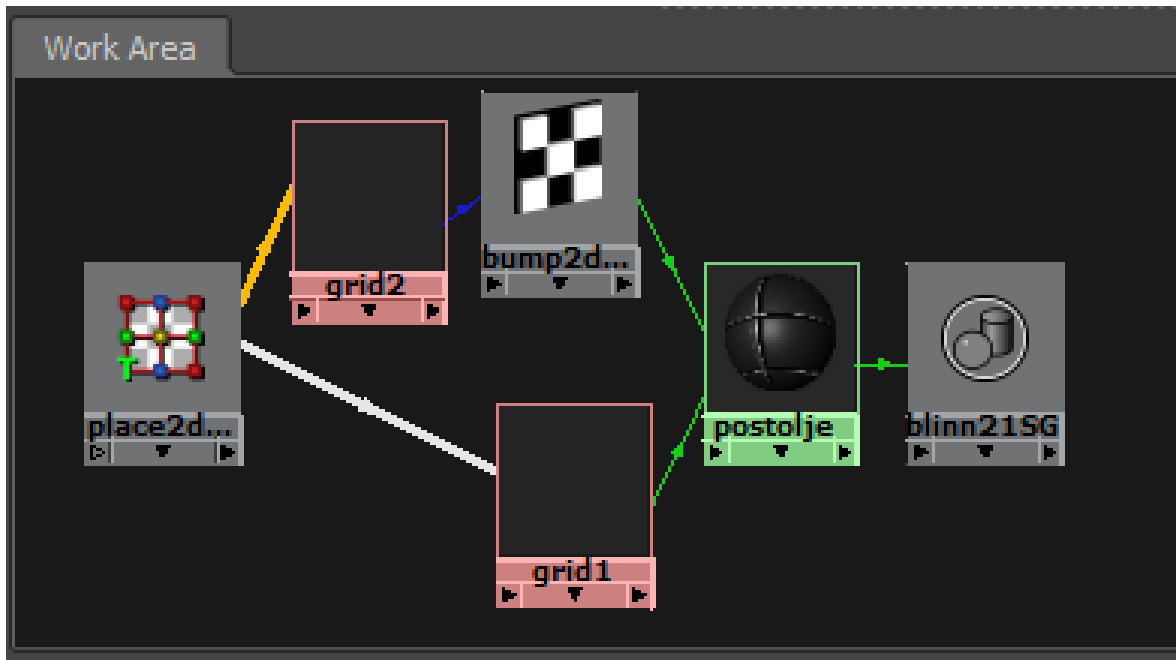 Work Area
grid2
bump2d...
place2d...
postolje
blinn21SG
grid1